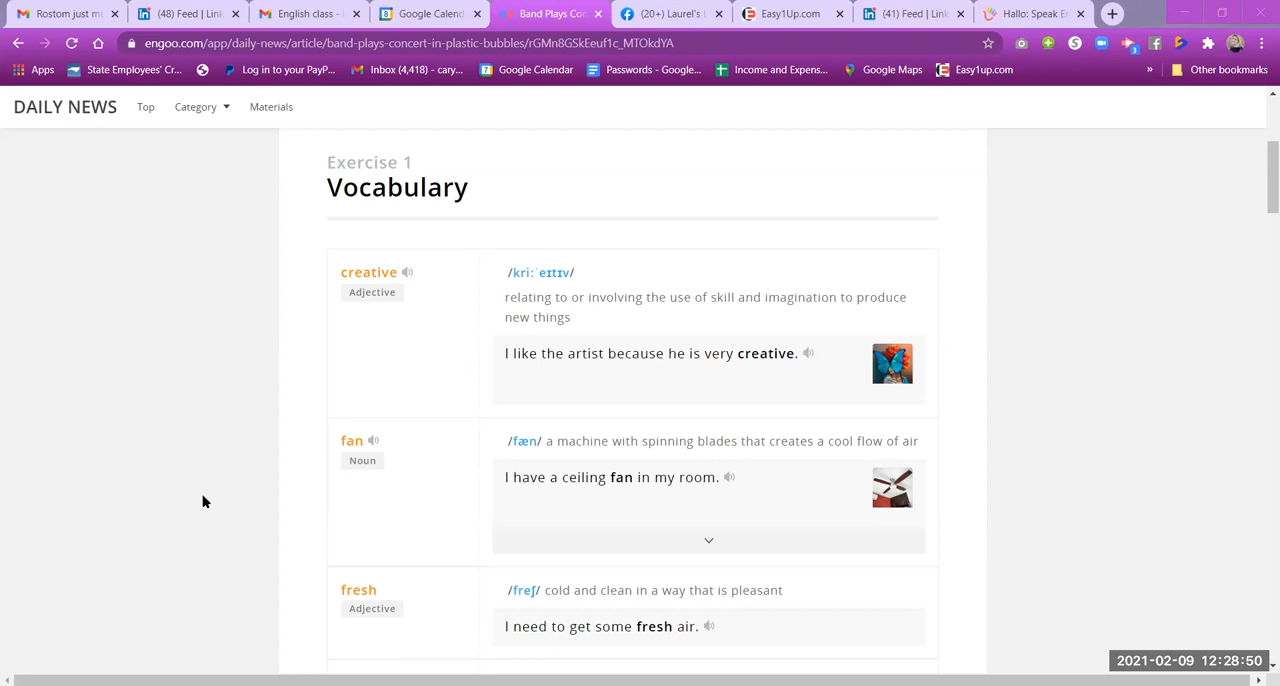 Rostom just me
(48) Feed | Link
English class -
Google Calend
Band Plays Con
(20+) Laurel's L
Easy1Up.com
(41) Feed | Link
Hallo: Speak E
engoo.com/app/daily-news/article/band-plays-concert-in-plastic-bubbles/rGMn8GSkEeuf1c_MTOkdYA
Apps
State Employees' Cr...
Log in to your PayP...
Inbox (4,418) - cary...
Google Calendar
Passwords - Google...
Income and Expens...
Google Maps
Easy1up.com
»
Other bookmarks
DAILY NEWS Top Category Materials
Exercise 1
Vocabulary
creative
Adjective
/kriːˈeɪtɪv/
relating to or involving the use of skill and imagination to produce
new things
I like the artist because he is very creative.
fan
Noun
/fæn/ a machine with spinning blades that creates a cool flow of air
I have a ceiling fan in my room.
fresh
Adjective
/freʃ/ cold and clean in a way that is pleasant
I need to get some fresh air.
2021-02-09 12:28:50